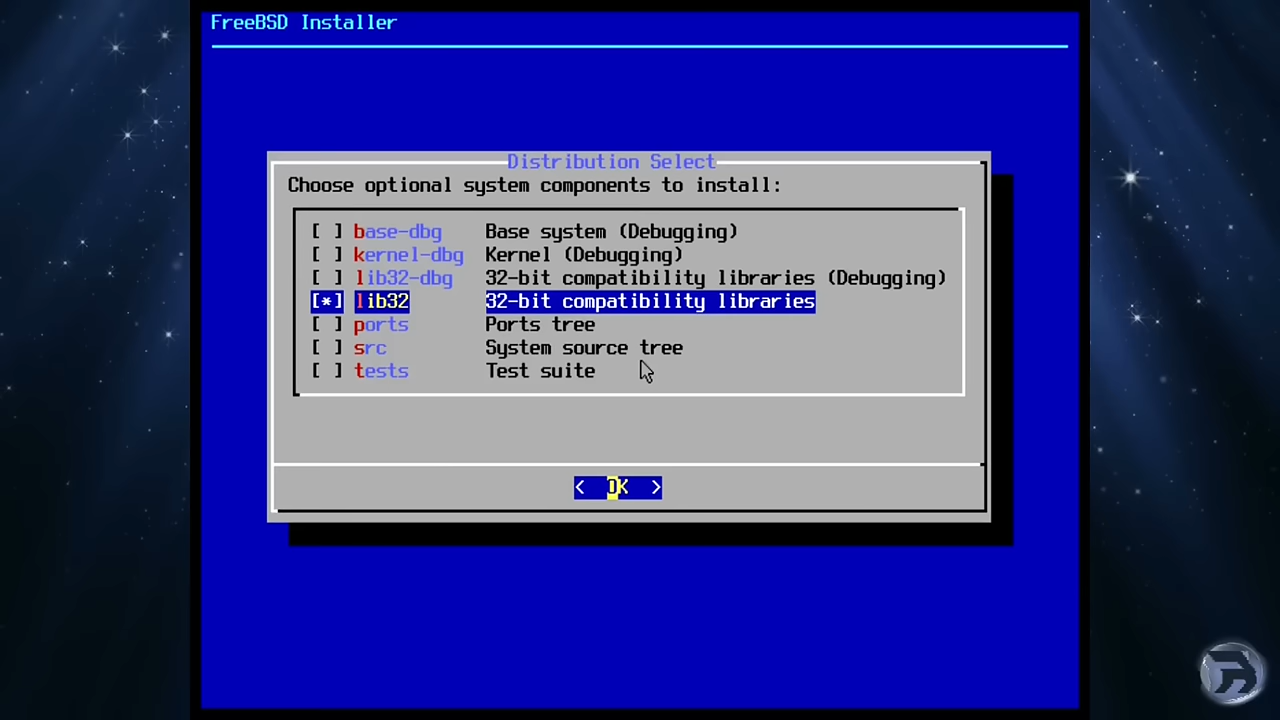 FreeBSD Installer
Distribution Select
Choose optional system components to install:
[ ] base-dbg Base system (Debugging)
[ ] kernel-dbg Kernel (Debugging)
[ ] lib32-dbg 32-bit compatibility libraries (Debugging)
[*] lib32 32-bit compatibility libraries
[ ] ports Ports tree
[ ] src System source tree
[ ] tests Test suite
< OK >